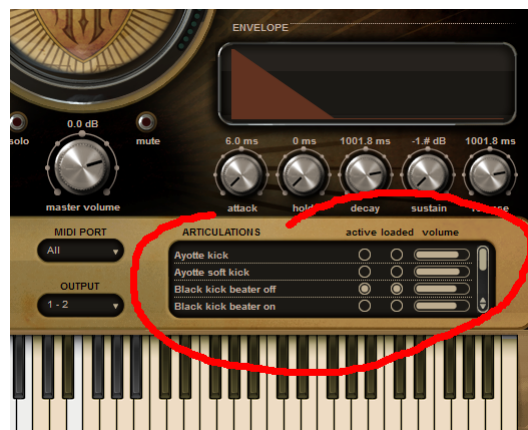 ENVELOPE
0.0 dB
solo
mute
master volume
6.0 ms 0 ms 1001.8 ms -1.# dB 1001.8 ms
attack hold decay sustain release
MIDI PORT
All
OUTPUT
1 - 2
ARTICULATIONS active loaded volume
Ayotte kick
Ayotte soft kick
Black kick beater off
Black kick beater on